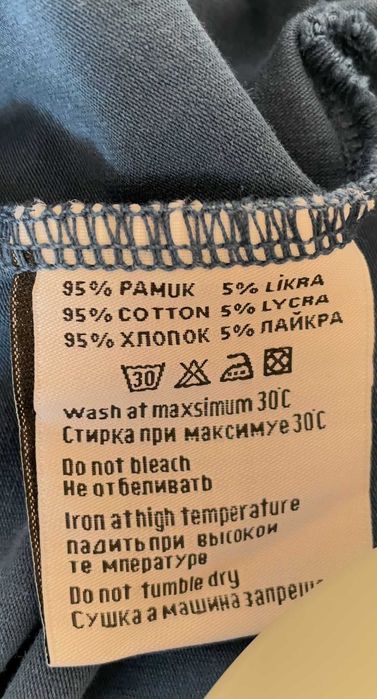 95% PAMUK 5% LİKRA
95% COTTON 5% LYCRA
95% ХЛОПОК 5% ЛАЙКРА
30
Wash at maxsimum 30°C
Стирка при максимуе 30°C
Do not bleach
Не отбеливать
Iron at high temperature
падить при высокои
те мпературе
Do not tumble dry
Сушка а машина